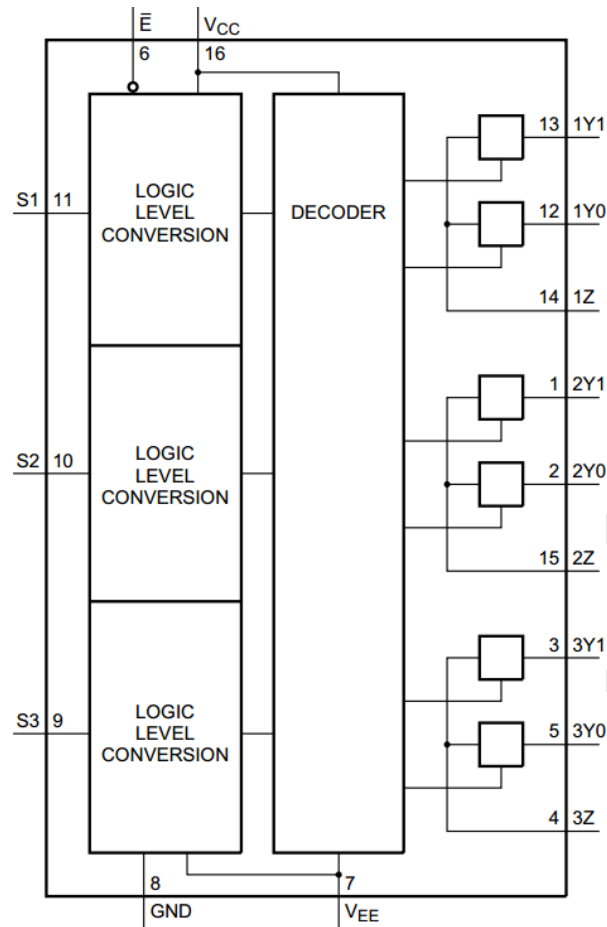 E̅ VCC
6 16
13 1Y1
S1 11
LOGIC
LEVEL
CONVERSION
DECODER
12 1Y0
14 1Z
1 2Y1
S2 10
LOGIC
LEVEL
CONVERSION
2 2Y0
15 2Z
3 3Y1
S3 9
LOGIC
LEVEL
CONVERSION
5 3Y0
4 3Z
8 7
GND VEE